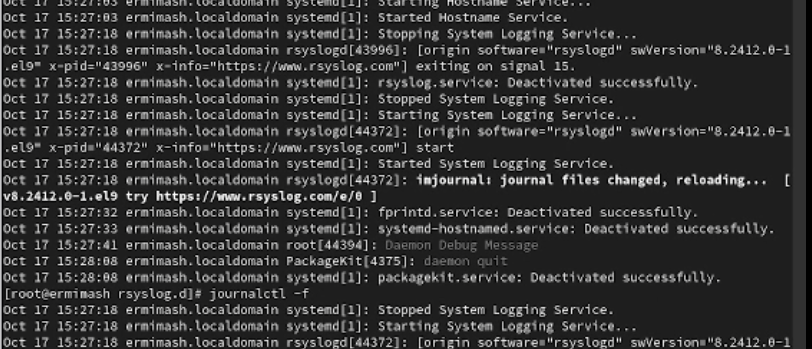 Oct 17 15:27:03 ermimash.localdomain systemd[1]: Starting Hostname Service...
Oct 17 15:27:03 ermimash.localdomain systemd[1]: Started Hostname Service.
Oct 17 15:27:18 ermimash.localdomain systemd[1]: Stopping System Logging Service...
Oct 17 15:27:18 ermimash.localdomain rsyslogd[43996]: [origin software="rsyslogd" swVersion="8.2412.0-1
.el9" x-pid="43996" x-info="https://www.rsyslog.com"] exiting on signal 15.
Oct 17 15:27:18 ermimash.localdomain systemd[1]: rsyslog.service: Deactivated successfully.
Oct 17 15:27:18 ermimash.localdomain systemd[1]: Stopped System Logging Service.
Oct 17 15:27:18 ermimash.localdomain systemd[1]: Starting System Logging Service...
Oct 17 15:27:18 ermimash.localdomain rsyslogd[44372]: [origin software="rsyslogd" swVersion="8.2412.0-1
.el9" x-pid="44372" x-info="https://www.rsyslog.com"] start
Oct 17 15:27:18 ermimash.localdomain systemd[1]: Started System Logging Service.
Oct 17 15:27:18 ermimash.localdomain rsyslogd[44372]: imjournal: journal files changed, reloading...  [
v8.2412.0-1.el9 try https://www.rsyslog.com/e/0 ]
Oct 17 15:27:32 ermimash.localdomain systemd[1]: fprintd.service: Deactivated successfully.
Oct 17 15:27:33 ermimash.localdomain systemd[1]: systemd-hostnamed.service: Deactivated successfully.
Oct 17 15:27:41 ermimash.localdomain root[44394]: Daemon Debug Message
Oct 17 15:28:08 ermimash.localdomain PackageKit[4375]: daemon quit
Oct 17 15:28:08 ermimash.localdomain systemd[1]: packagekit.service: Deactivated successfully.
[root@ermimash rsyslog.d]# journalctl -f
Oct 17 15:27:18 ermimash.localdomain systemd[1]: Stopped System Logging Service.
Oct 17 15:27:18 ermimash.localdomain systemd[1]: Starting System Logging Service...
Oct 17 15:27:18 ermimash.localdomain rsyslogd[44372]: [origin software="rsyslogd" swVersion="8.2412.0-1